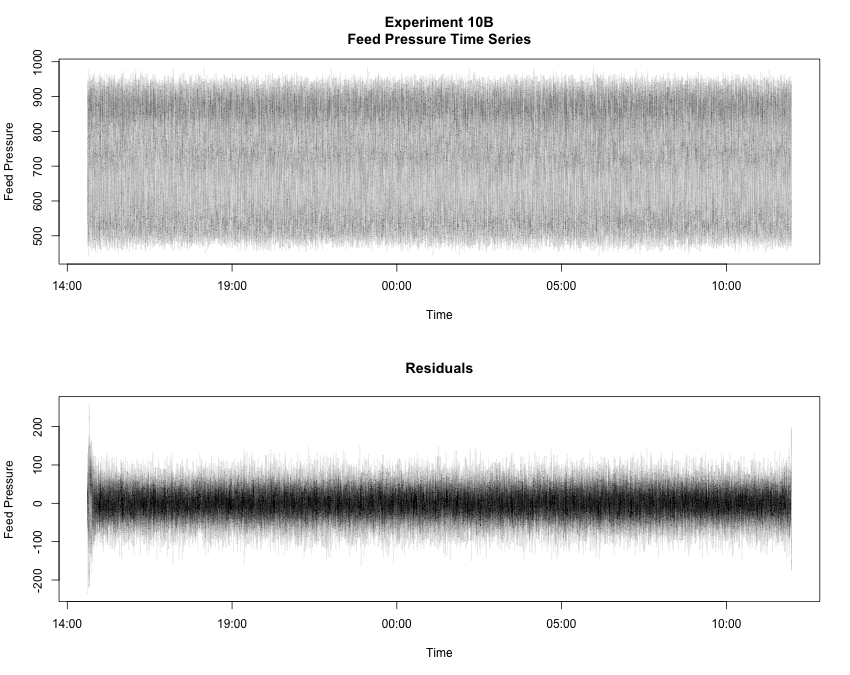 Experiment 10B
Feed Pressure Time Series
Feed Pressure
1000
900
800
700
600
500
14:00 19:00 00:00 05:00 10:00
Time
Residuals
Feed Pressure
200
100
0
-100
-200
14:00 19:00 00:00 05:00 10:00
Time